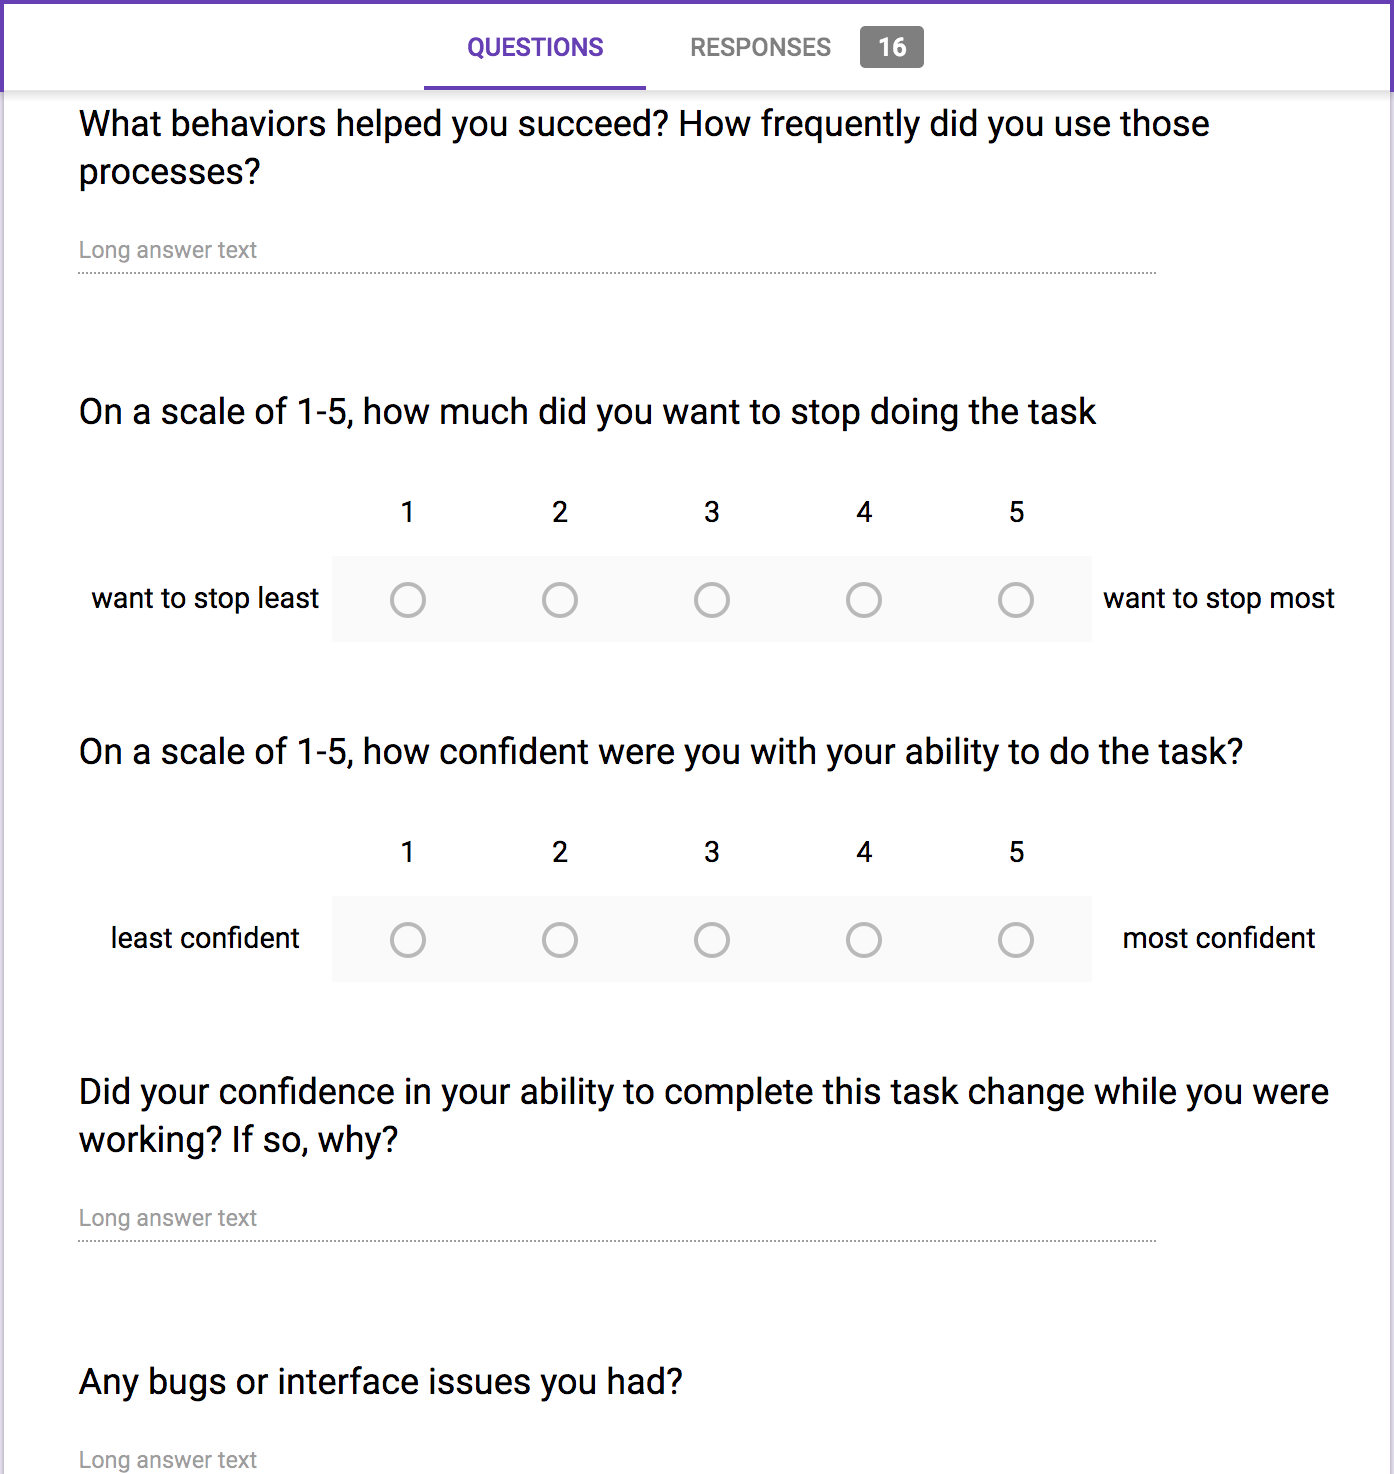 QUESTIONS RESPONSES 16
What behaviors helped you succeed? How frequently did you use those
processes?
Long answer text
On a scale of 1-5, how much did you want to stop doing the task
1 2 3 4 5
want to stop least want to stop most
On a scale of 1-5, how confident were you with your ability to do the task?
1 2 3 4 5
least confident most confident
Did your confidence in your ability to complete this task change while you were
working? If so, why?
Long answer text
Any bugs or interface issues you had?
Long answer text